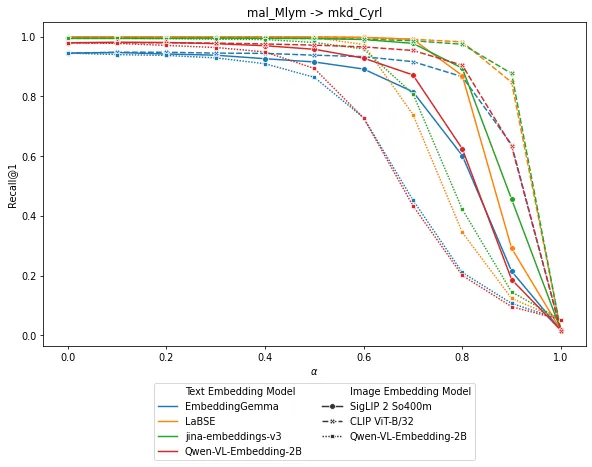 mal_Mlym -> mkd_Cyrl
1.0
0.8
0.6
0.4
0.2
0.0
Recall@1
0.0 0.2 0.4 0.6 0.8 1.0
α
Text Embedding Model
EmbeddingGemma
LaBSE
jina-embeddings-v3
Qwen-VL-Embedding-2B
Image Embedding Model
SigLIP 2 So400m
CLIP ViT-B/32
Qwen-VL-Embedding-2B